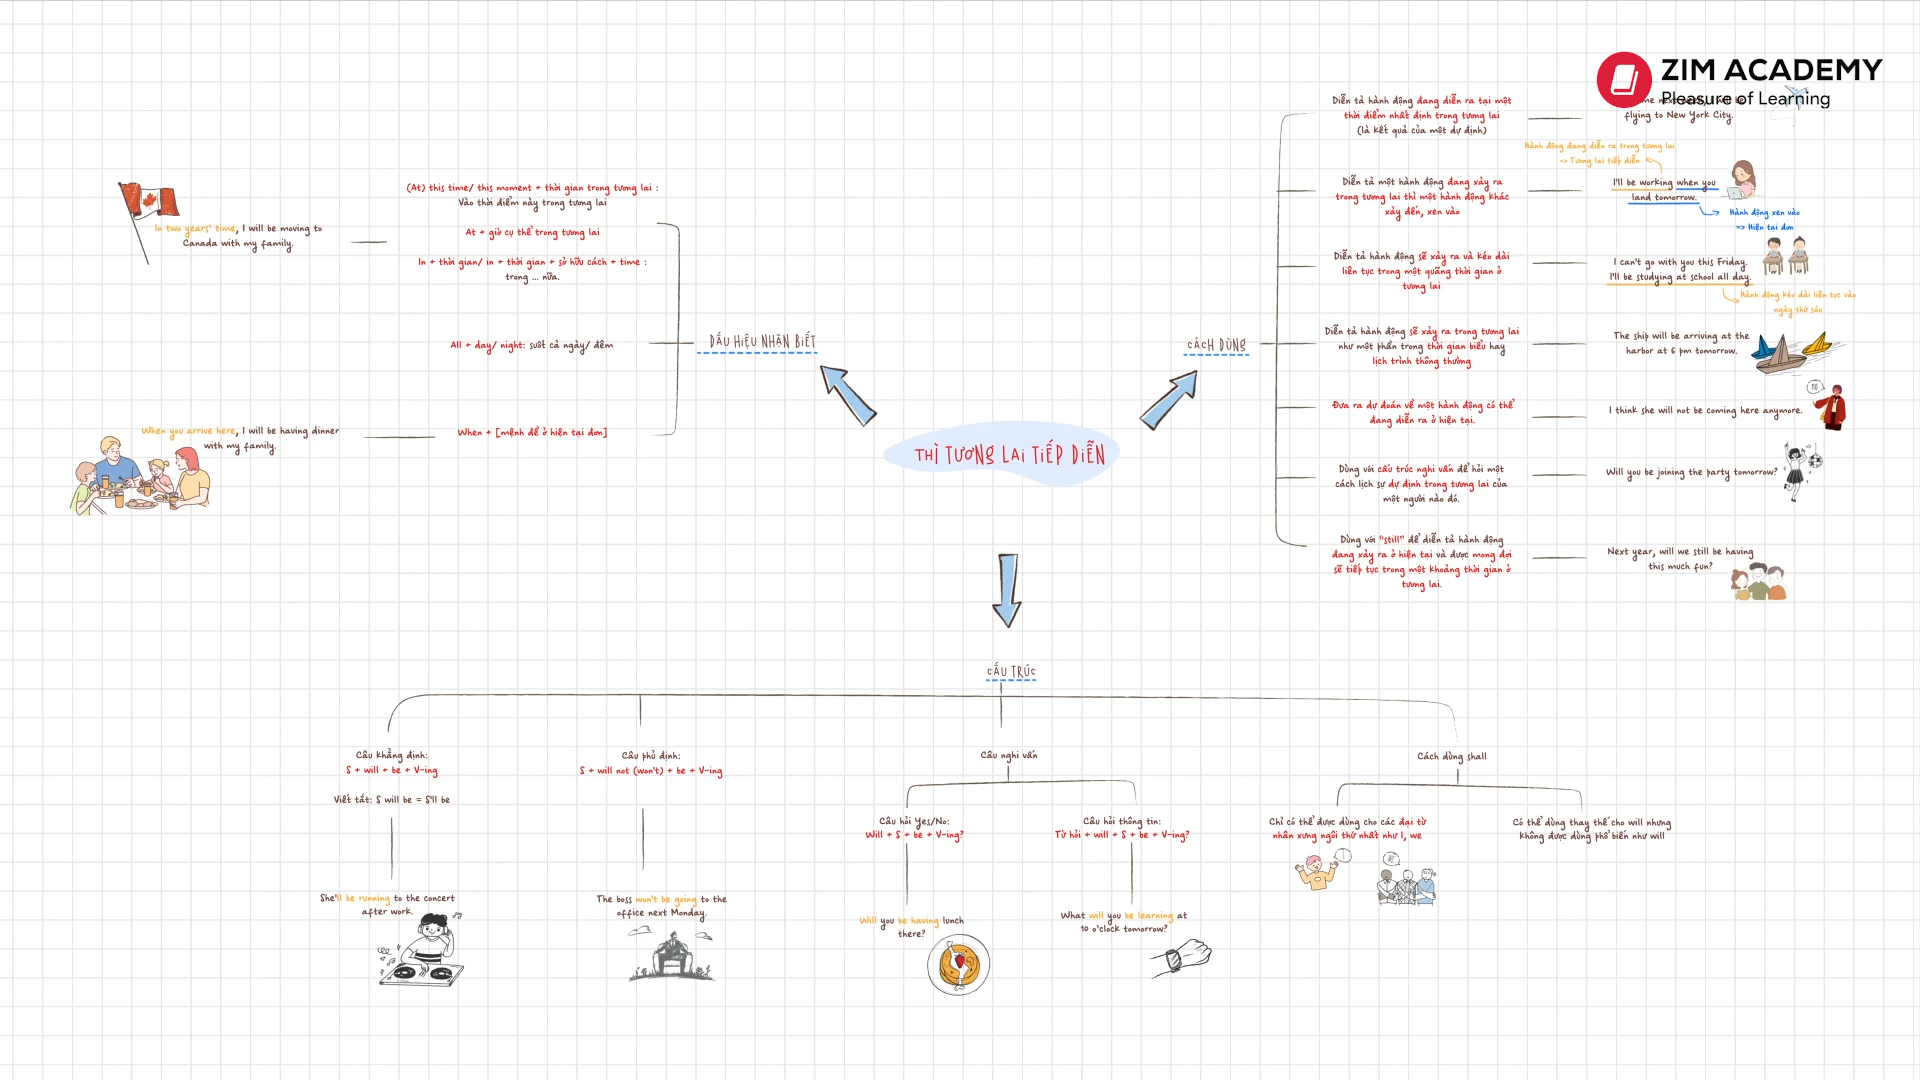 ZIM ACADEMY
Pleasure of Learning
THÌ TƯƠNG LAI TIẾP DIỄN
DẤU HIỆU NHẬN BIẾT
(At) this time/ this moment + thời gian trong tương lai :
Vào thời điểm này trong tương lai
At + giờ cụ thể trong tương lai
In + thời gian/ in + thời gian + sở hữu cách + time :
trong ... nữa.
In two years' time, I will be moving to
Canada with my family.
All + day/ night: suốt cả ngày/ đêm
When + [mệnh đề ở hiện tại đơn]
When you arrive here, I will be having dinner
with my family.
CÁCH DÙNG
Diễn tả hành động đang diễn ra tại một
thời điểm nhất định trong tương lai
(là kết quả của một dự định)
flying to New York City.
Diễn tả một hành động đang xảy ra
trong tương lai thì một hành động khác
xảy đến, xen vào
Hành động đang diễn ra trong tương lai
=> Tương lai tiếp diễn
I'll be working when you
land tomorrow.
Hành động xen vào
=> Hiện tại đơn
Diễn tả hành động sẽ xảy ra và kéo dài
liên tục trong một quãng thời gian ở
tương lai
I can't go with you this Friday.
I'll be studying at school all day.
Hành động kéo dài liên tục vào
ngày thứ sáu
Diễn tả hành động sẽ xảy ra trong tương lai
như một phần trong thời gian biểu hay
lịch trình thông thường
The ship will be arriving at the
harbor at 6 pm tomorrow.
Đưa ra dự đoán về một hành động có thể
đang diễn ra ở hiện tại.
I think she will not be coming here anymore.
NO
Dùng với cấu trúc nghi vấn để hỏi một
cách lịch sự dự định trong tương lai của
một người nào đó.
Will you be joining the party tomorrow?
Dùng với "still" để diễn tả hành động
đang xảy ra ở hiện tại và được mong đợi
sẽ tiếp tục trong một khoảng thời gian ở
tương lai.
Next year, will we still be having
this much fun?
CẤU TRÚC
Câu khẳng định:
S + will + be + V-ing
Viết tắt: S will be = S'll be
She'll be running to the concert
after work.
Câu phủ định:
S + will not (won't) + be + V-ing
The boss won't be going to the
office next Monday.
Câu nghi vấn
Câu hỏi Yes/No:
Will + S + be + V-ing?
Will you be having lunch
there?
Câu hỏi thông tin:
Từ hỏi + will + S + be + V-ing?
What will you be learning at
10 o'clock tomorrow?
Cách dùng shall
Chỉ có thể được dùng cho các đại từ
nhân xưng ngôi thứ nhất như I, we
I
WE
Có thể dùng thay thế cho will nhưng
không được dùng phổ biến như will